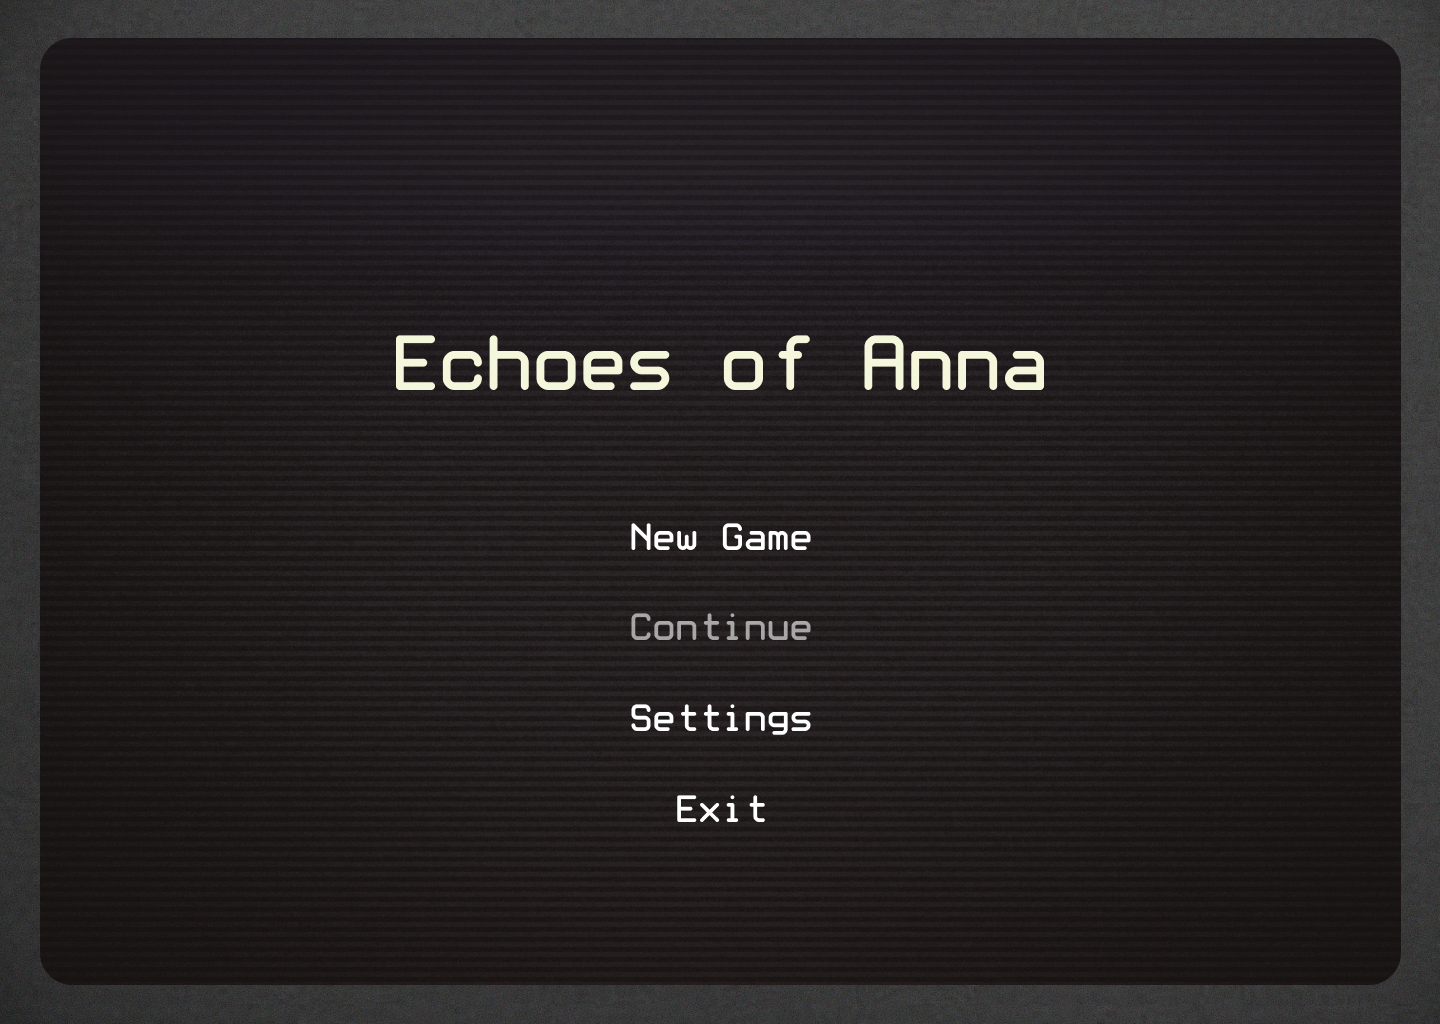 Echoes of Anna
New Game
Continue
Settings
Exit